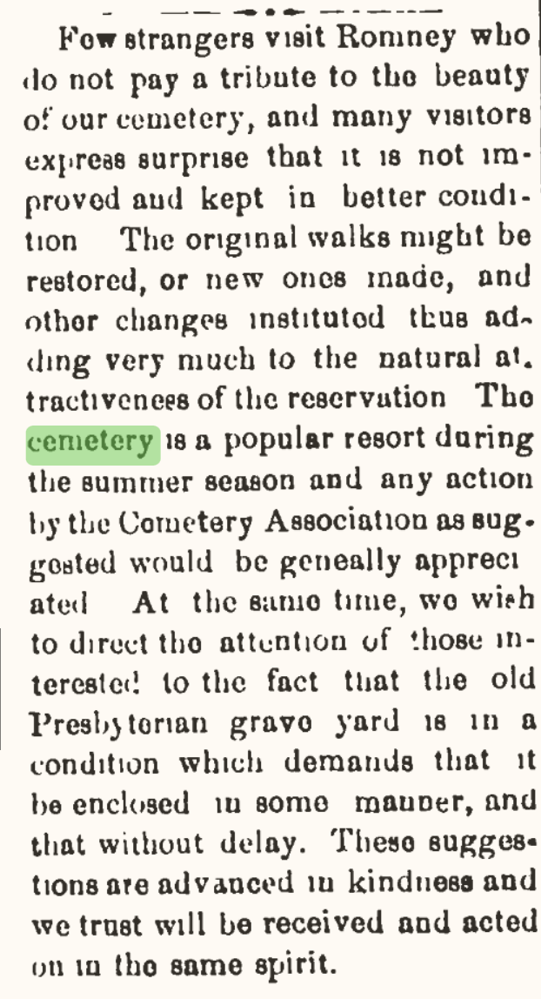 Few strangers visit Romney who
do not pay a tribute to the beauty
of our cemetery, and many visitors
express surprise that it is not im-
proved and kept in better condi-
tion The original walks might be
restored, or new ones made, and
other changes instituted thus ad-
ding very much to the natural at-
tractiveness of the reservation The
cemetery is a popular resort during
the summer season and any action
by the Cemetery Association as sug-
gested would be geneally appreci
ated At the same time, we wish
to direct the attention of those in-
terested to the fact that the old
Presbyterian grave yard is in a
condition which demands that it
be enclosed in some manner, and
that without delay. These sugges-
tions are advanced in kindness and
we trust will be received and acted
on in the same spirit.